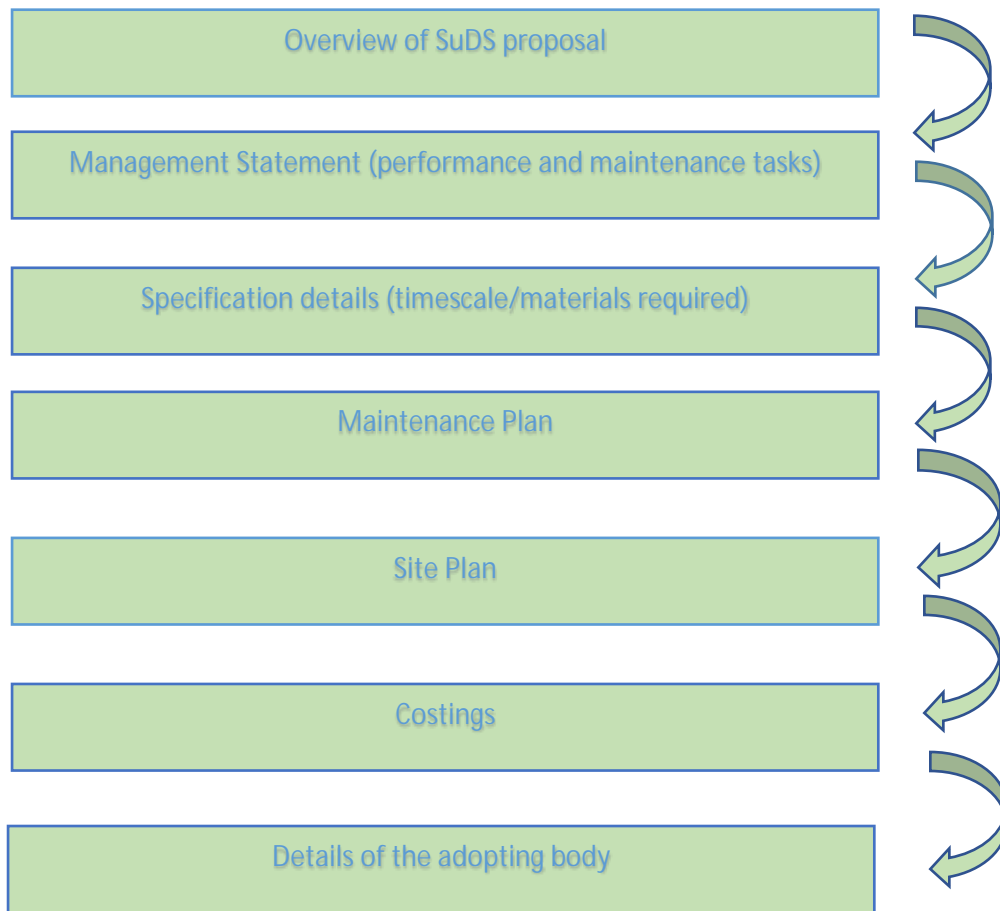 Overview of SuDS proposal
Management Statement (performance and maintenance tasks)
Specification details (timescale/materials required)
Maintenance Plan
Site Plan
Costings
Details of the adopting body